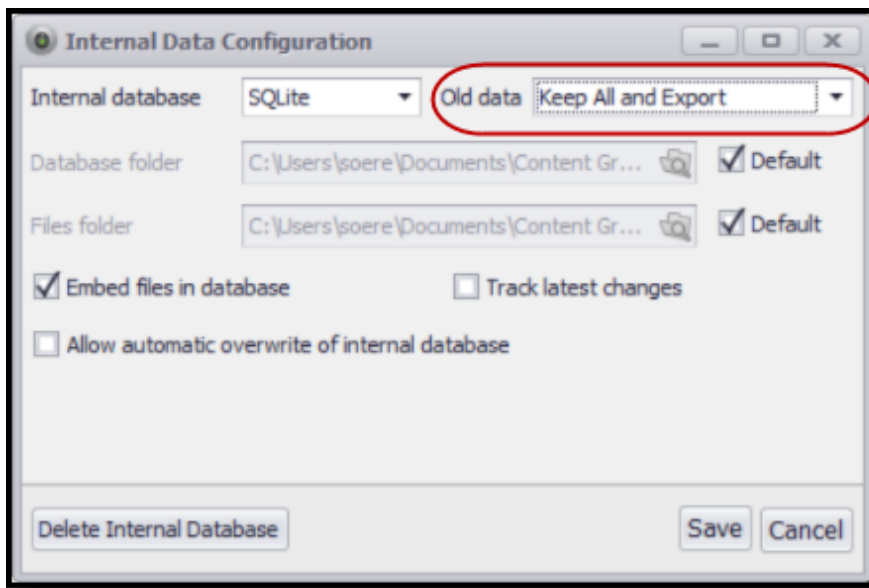 Internal Data Configuration
Internal database SQLite Old data Keep All and Export
Database folder C:\Users\soere\Documents\Content Gr... Default
Files folder C:\Users\soere\Documents\Content Gr... Default
Embed files in database Track latest changes
Allow automatic overwrite of internal database
Delete Internal Database Save Cancel